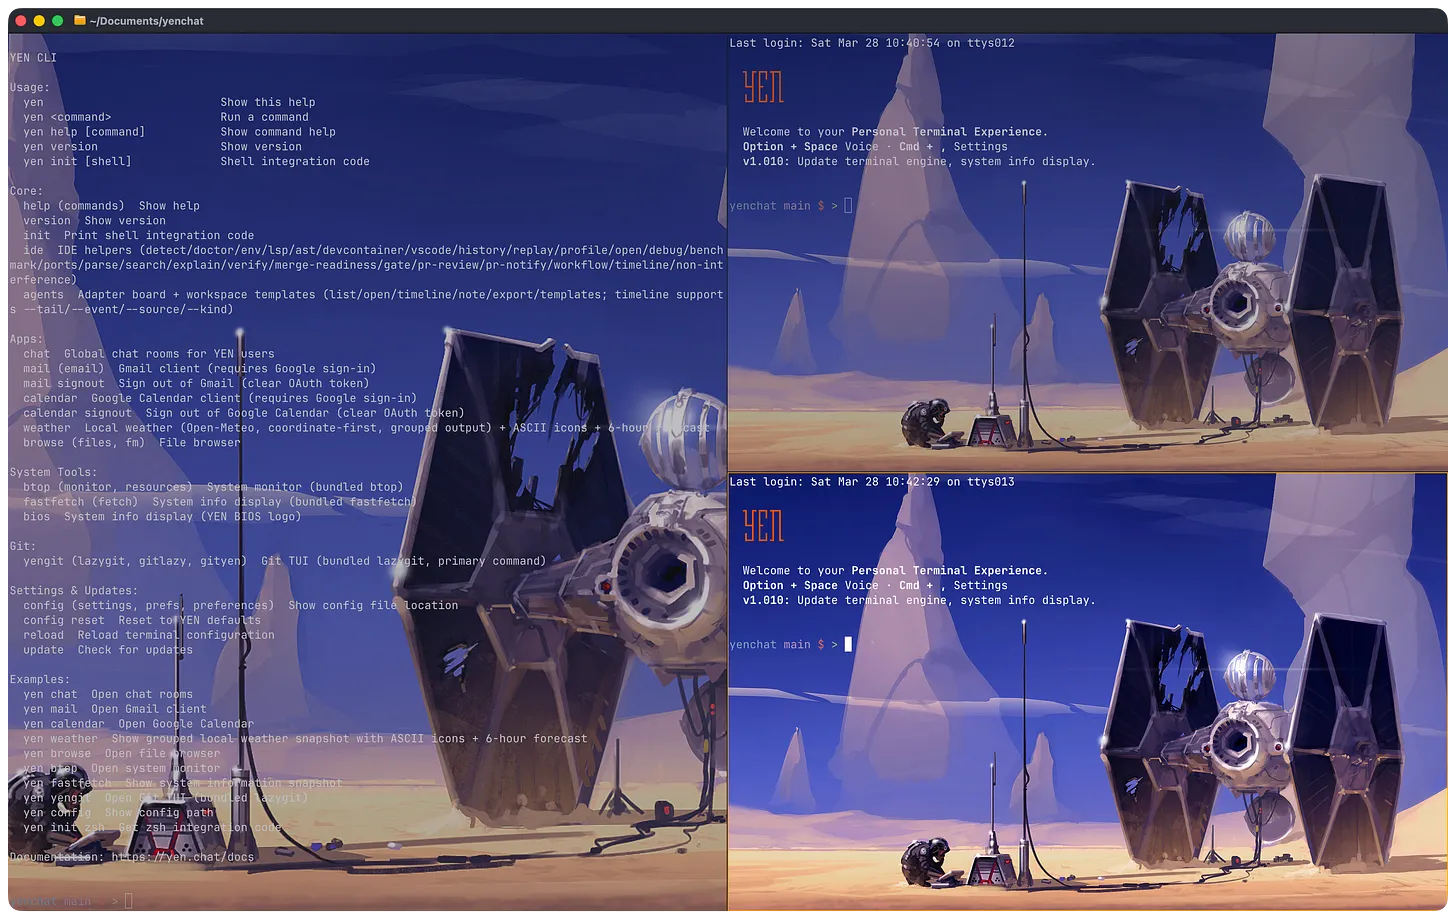 ~/Documents/yenchat
YEN CLI
Usage:
yen Show this help
yen <command> Run a command
yen help [command] Show command help
yen version Show version
yen init [shell] Shell integration code
Core:
help (commands) Show help
version Show version
init Print shell integration code
ide IDE helpers (detect/doctor/env/lsp/ast/devcontainer/vscode/history/replay/profile/open/debug/bench
mark/ports/parse/search/explain/verify/merge-readiness/gate/pr-review/pr-notify/workflow/timeline/non-int
erference)
agents Adapter board + workspace templates (list/open/timeline/note/export/templates; timeline support
s --tail/--event/--source/--kind)
Apps:
chat Global chat rooms for YEN users
mail (email) Gmail client (requires Google sign-in)
mail signout Sign out of Gmail (clear OAuth token)
calendar Google Calendar client (requires Google sign-in)
calendar signout Sign out of Google Calendar (clear OAuth token)
weather Local weather (Open-Meteo, coordinate-first, grouped output) + ASCII icons + 6-hour forecast
browse (files, fm) File browser
System Tools:
btop (monitor, resources) System monitor (bundled btop)
fastfetch (fetch) System info display (bundled fastfetch)
bios System info display (YEN BIOS logo)
Git:
yengit (lazygit, gitlazy, gityen) Git TUI (bundled lazygit, primary command)
Settings & Updates:
config (settings, prefs, preferences) Show config file location
config reset Reset to YEN defaults
reload Reload terminal configuration
update Check for updates
Examples:
yen chat Open chat rooms
yen mail Open Gmail client
yen calendar Open Google Calendar
yen weather Show grouped local weather snapshot with ASCII icons + 6-hour forecast
yen browse Open file browser
yen btop Open system monitor
yen fastfetch Show system information snapshot
yen yengit Open Git TUI (bundled lazygit)
yen config Show config path
yen init zsh Get zsh integration code
Documentation: https://yen.chat/docs
yenchat main >
Last login: Sat Mar 28 10:40:54 on ttys012
YEN
Welcome to your Personal Terminal Experience.
Option + Space Voice · Cmd + , Settings
v1.010: Update terminal engine, system info display.
yenchat main $ >
Last login: Sat Mar 28 10:42:29 on ttys013
YEN
Welcome to your Personal Terminal Experience.
Option + Space Voice · Cmd + , Settings
v1.010: Update terminal engine, system info display.
yenchat main $ >